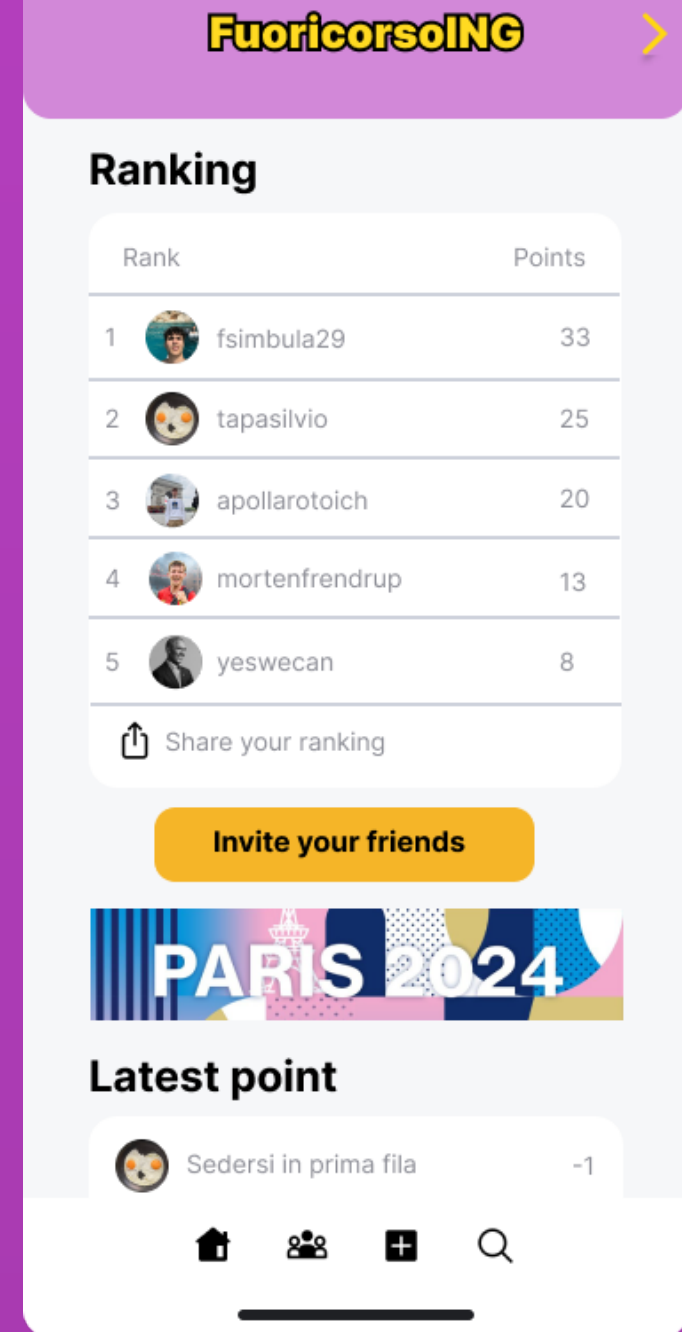 FuoricorsoING
Ranking
Rank Points
1 fsimbula29 33
2 tapasilvio 25
3 apollarotoich 20
4 mortenfrendrup 13
5 yeswecan 8
Share your ranking
Invite your friends
PARIS 2024
Latest point
Sedersi in prima fila -1